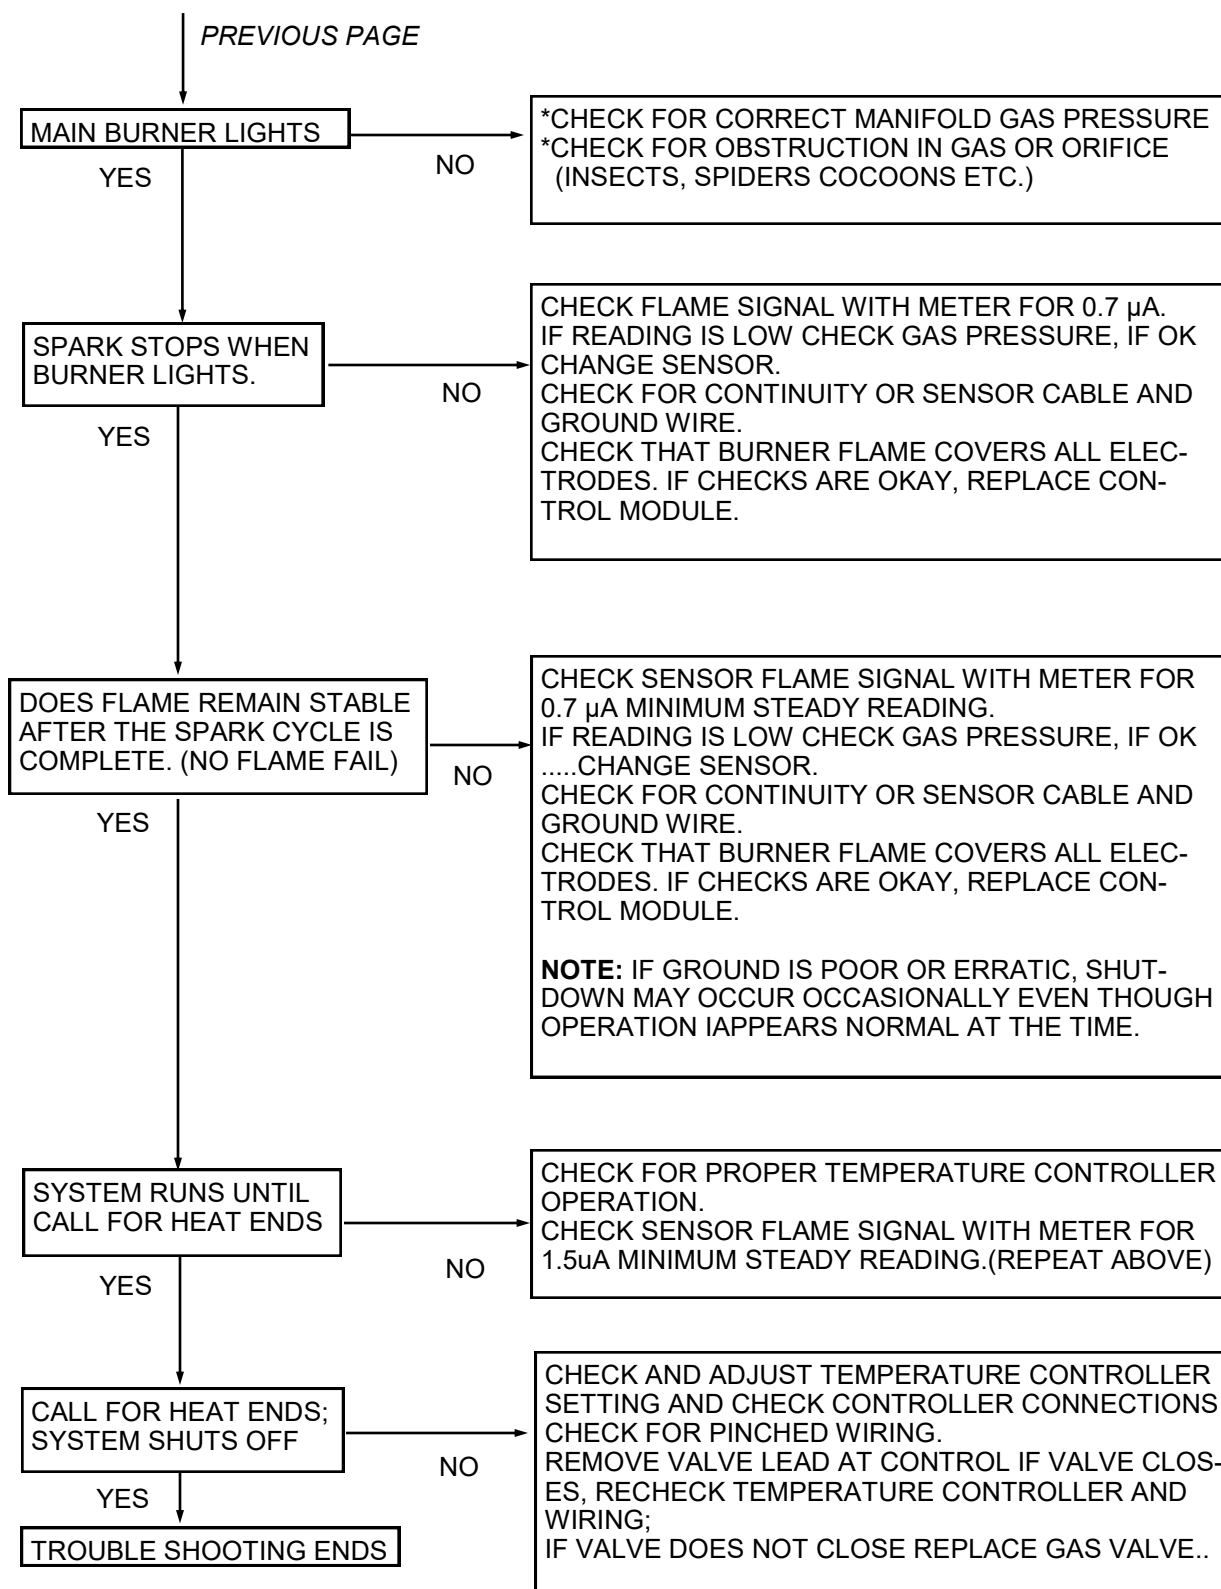 PREVIOUS PAGE
MAIN BURNER LIGHTS
YES
NO
*CHECK FOR CORRECT MANIFOLD GAS PRESSURE
*CHECK FOR OBSTRUCTION IN GAS OR ORIFICE
(INSECTS, SPIDERS COCOONS ETC.)
SPARK STOPS WHEN
BURNER LIGHTS.
YES
NO
CHECK FLAME SIGNAL WITH METER FOR 0.7 µA.
IF READING IS LOW CHECK GAS PRESSURE, IF OK
CHANGE SENSOR.
CHECK FOR CONTINUITY OR SENSOR CABLE AND
GROUND WIRE.
CHECK THAT BURNER FLAME COVERS ALL ELEC-
TRODES. IF CHECKS ARE OKAY, REPLACE CON-
TROL MODULE.
DOES FLAME REMAIN STABLE
AFTER THE SPARK CYCLE IS
COMPLETE. (NO FLAME FAIL)
YES
NO
CHECK SENSOR FLAME SIGNAL WITH METER FOR
0.7 µA MINIMUM STEADY READING.
IF READING IS LOW CHECK GAS PRESSURE, IF OK
.....CHANGE SENSOR.
CHECK FOR CONTINUITY OR SENSOR CABLE AND
GROUND WIRE.
CHECK THAT BURNER FLAME COVERS ALL ELEC-
TRODES. IF CHECKS ARE OKAY, REPLACE CON-
TROL MODULE.
NOTE: IF GROUND IS POOR OR ERRATIC, SHUT-
DOWN MAY OCCUR OCCASIONALLY EVEN THOUGH
OPERATION IAPPEARS NORMAL AT THE TIME.
SYSTEM RUNS UNTIL
CALL FOR HEAT ENDS
YES
NO
CHECK FOR PROPER TEMPERATURE CONTROLLER
OPERATION.
CHECK SENSOR FLAME SIGNAL WITH METER FOR
1.5uA MINIMUM STEADY READING.(REPEAT ABOVE)
CALL FOR HEAT ENDS;
SYSTEM SHUTS OFF
YES
NO
CHECK AND ADJUST TEMPERATURE CONTROLLER
SETTING AND CHECK CONTROLLER CONNECTIONS
CHECK FOR PINCHED WIRING.
REMOVE VALVE LEAD AT CONTROL IF VALVE CLOS-
ES, RECHECK TEMPERATURE CONTROLLER AND
WIRING;
IF VALVE DOES NOT CLOSE REPLACE GAS VALVE..
TROUBLE SHOOTING ENDS